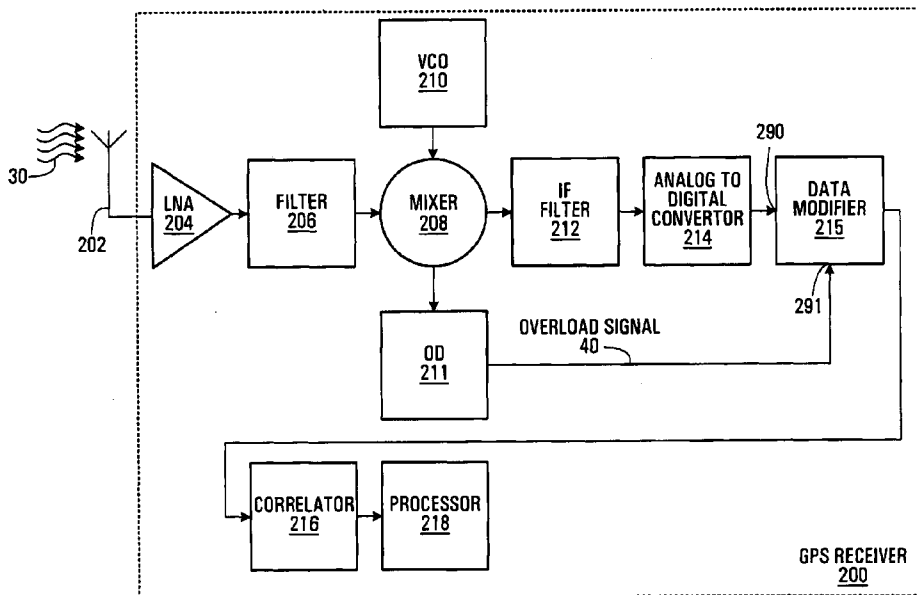 VCO
210
30
202
LNA
204
FILTER
206
MIXER
208
IF
FILTER
212
ANALOG TO
DIGITAL
CONVERTOR
214
290
DATA
MODIFIER
215
291
OD
211
OVERLOAD SIGNAL
40
CORRELATOR
216
PROCESSOR
218
GPS RECEIVER
200